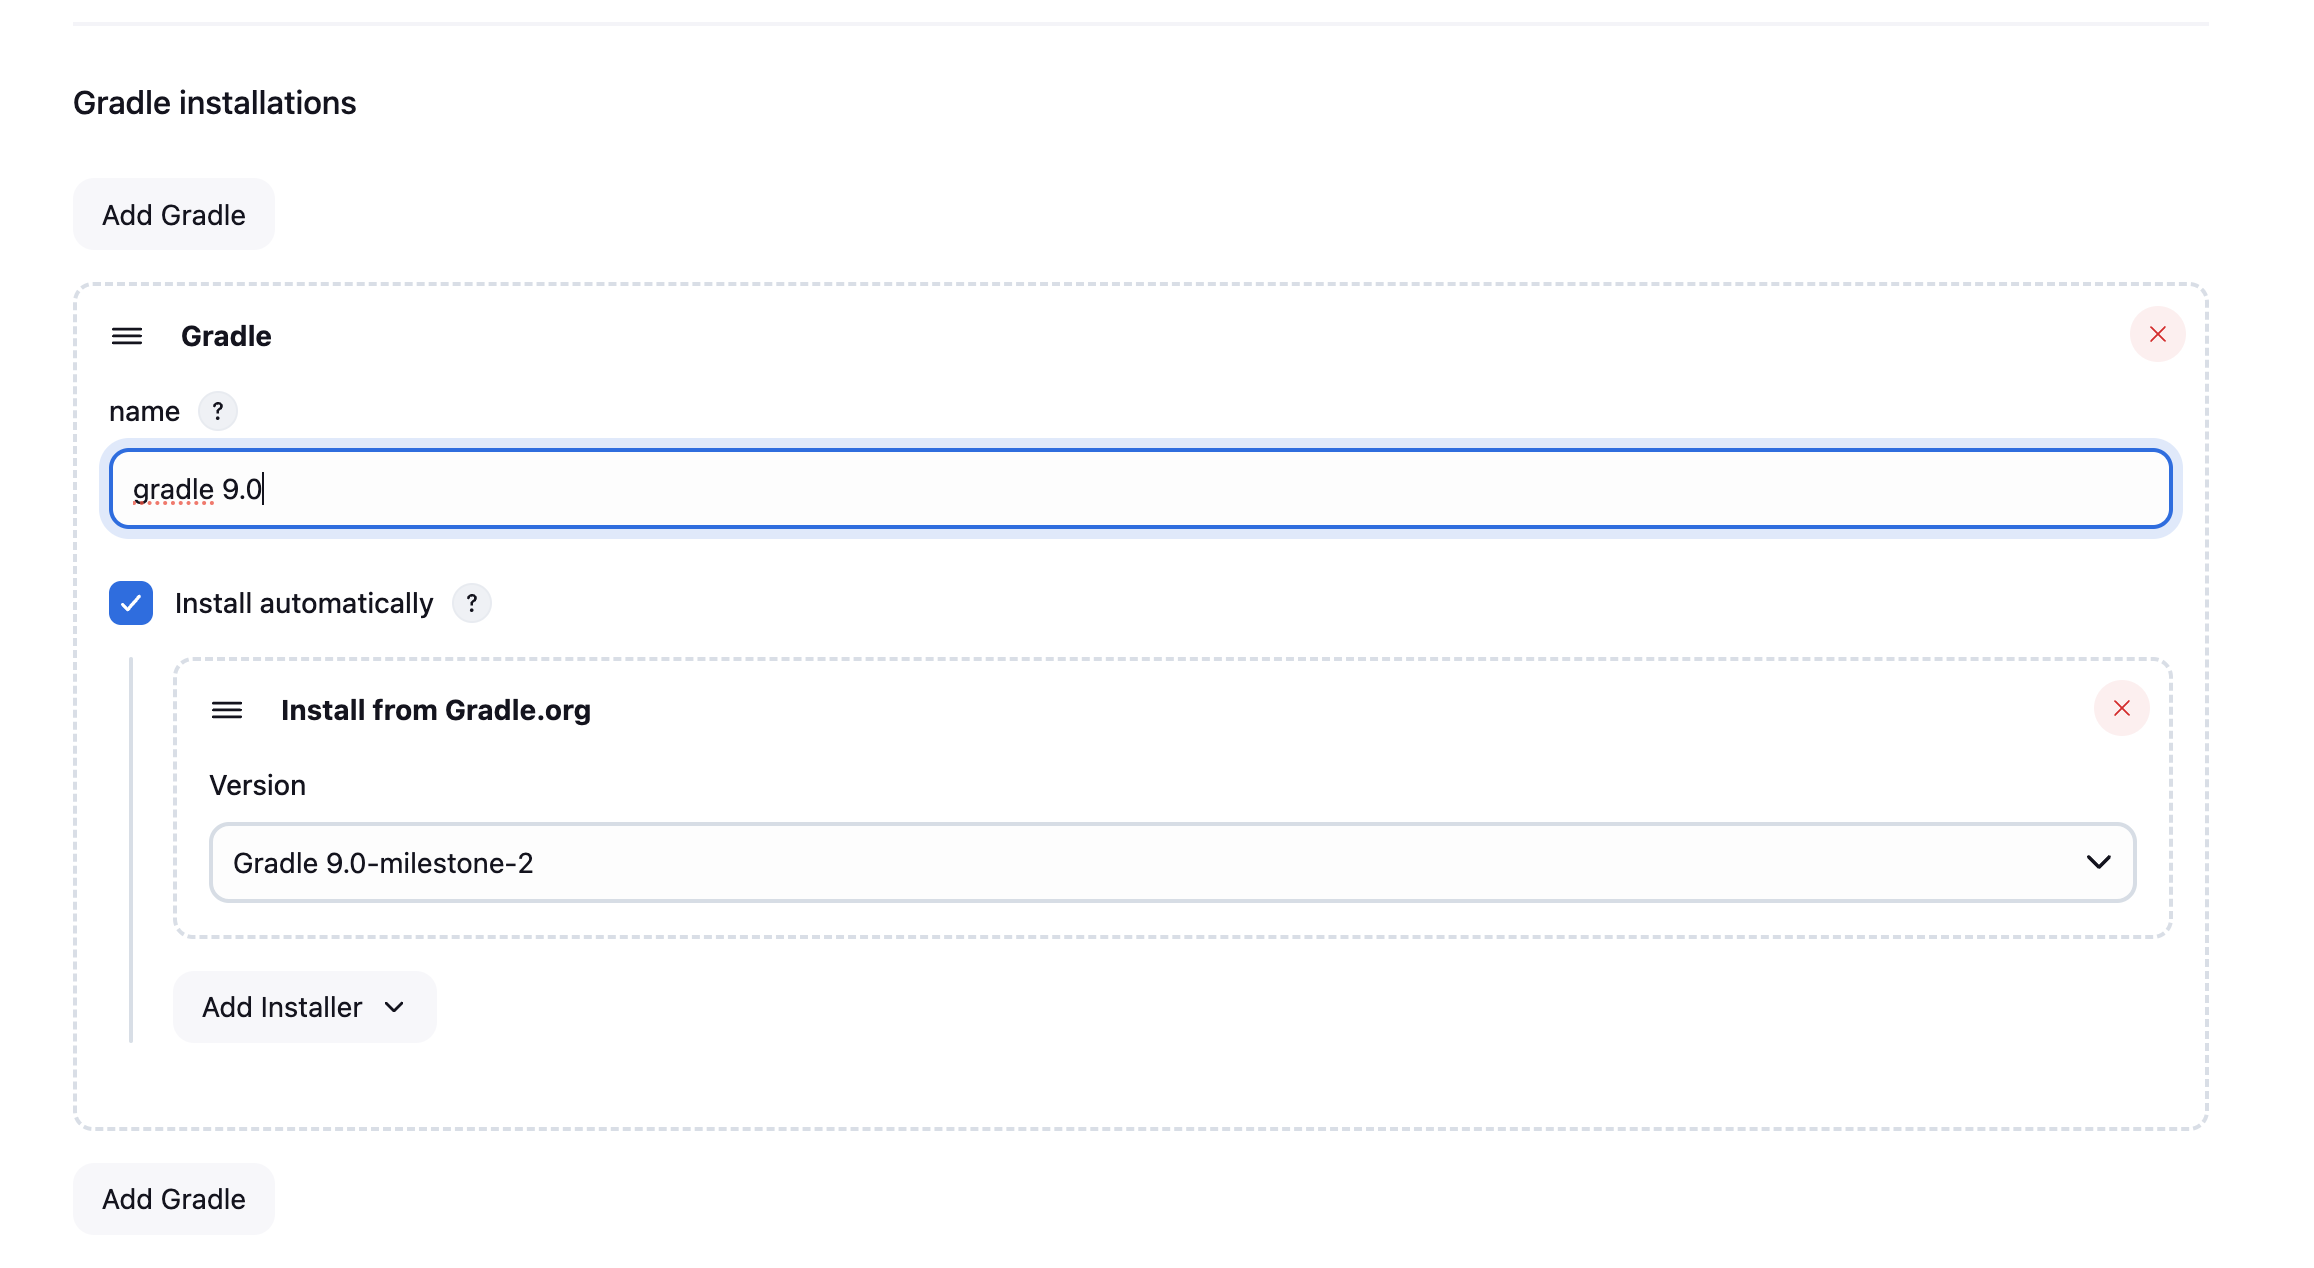 Gradle installations
Add Gradle
Gradle
name ?
gradle 9.0
Install automatically ?
Install from Gradle.org
Version
Gradle 9.0-milestone-2
Add Installer
Add Gradle